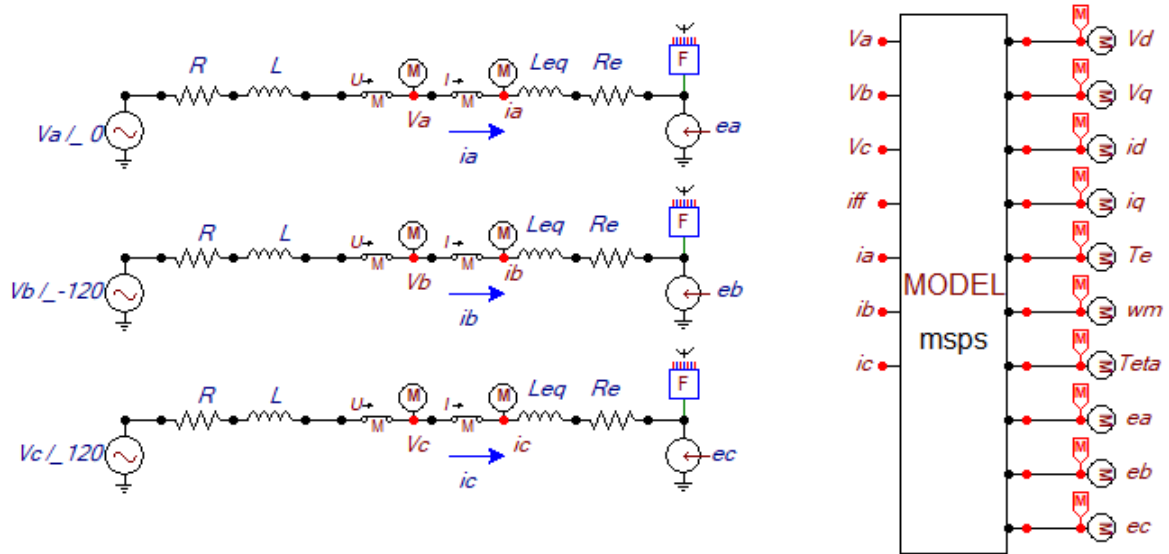 R L U→ M M I→ M M Leq Re F
Va /_ 0 Va ia ia ea
R L U→ M M I→ M M Leq Re F
Vb /_-120 Vb ib ib eb
R L U→ M M I→ M M Leq Re F
Vc /_ 120 Vc ic ic ec
MODEL
msps
Va
Vb
Vc
iff
ia
ib
ic
M M Vd
M M Vq
M M id
M M iq
M M Te
M M wm
M M Teta
M M ea
M M eb
M M ec